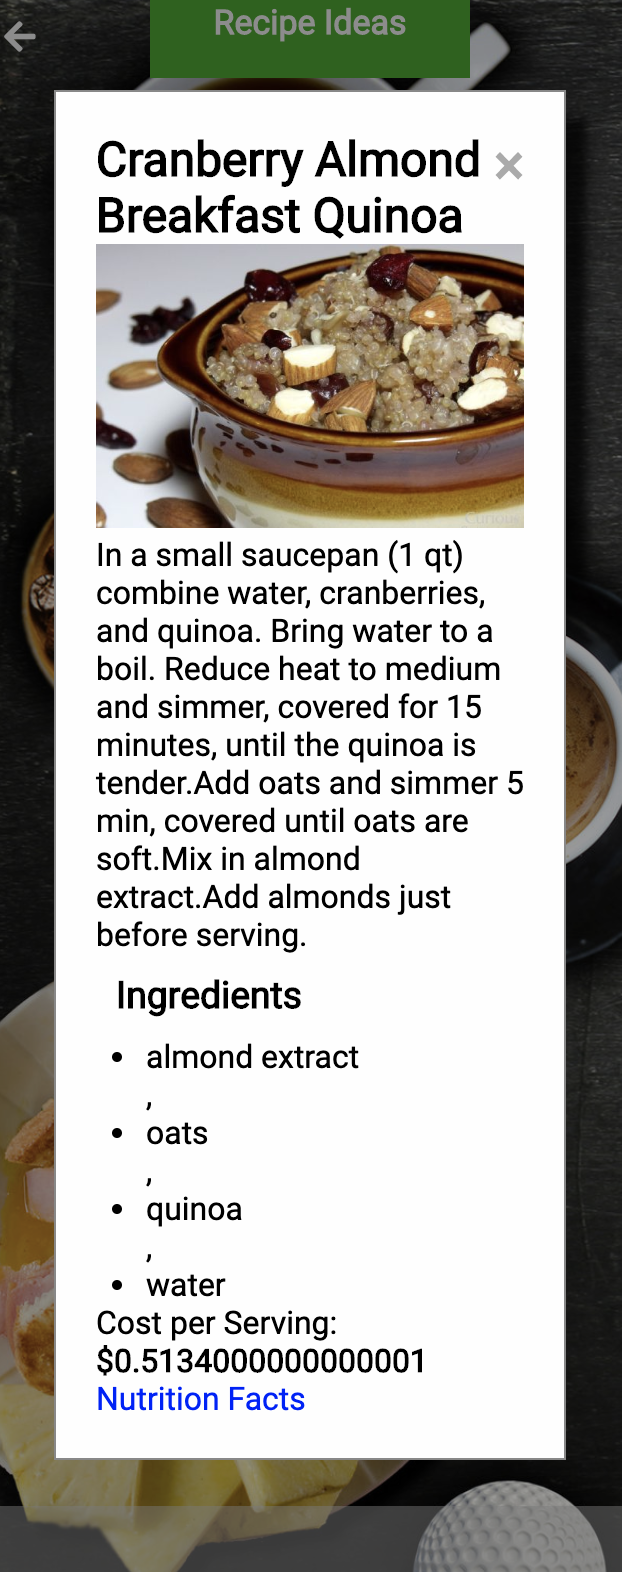 Recipe Ideas
Cranberry Almond
Breakfast Quinoa
Curious
In a small saucepan (1 qt)
combine water, cranberries,
and quinoa. Bring water to a
boil. Reduce heat to medium
and simmer, covered for 15
minutes, until the quinoa is
tender.Add oats and simmer 5
min, covered until oats are
soft.Mix in almond
extract.Add almonds just
before serving.
Ingredients
• almond extract
,
• oats
,
• quinoa
,
• water
Cost per Serving:
$0.5134000000000001
Nutrition Facts